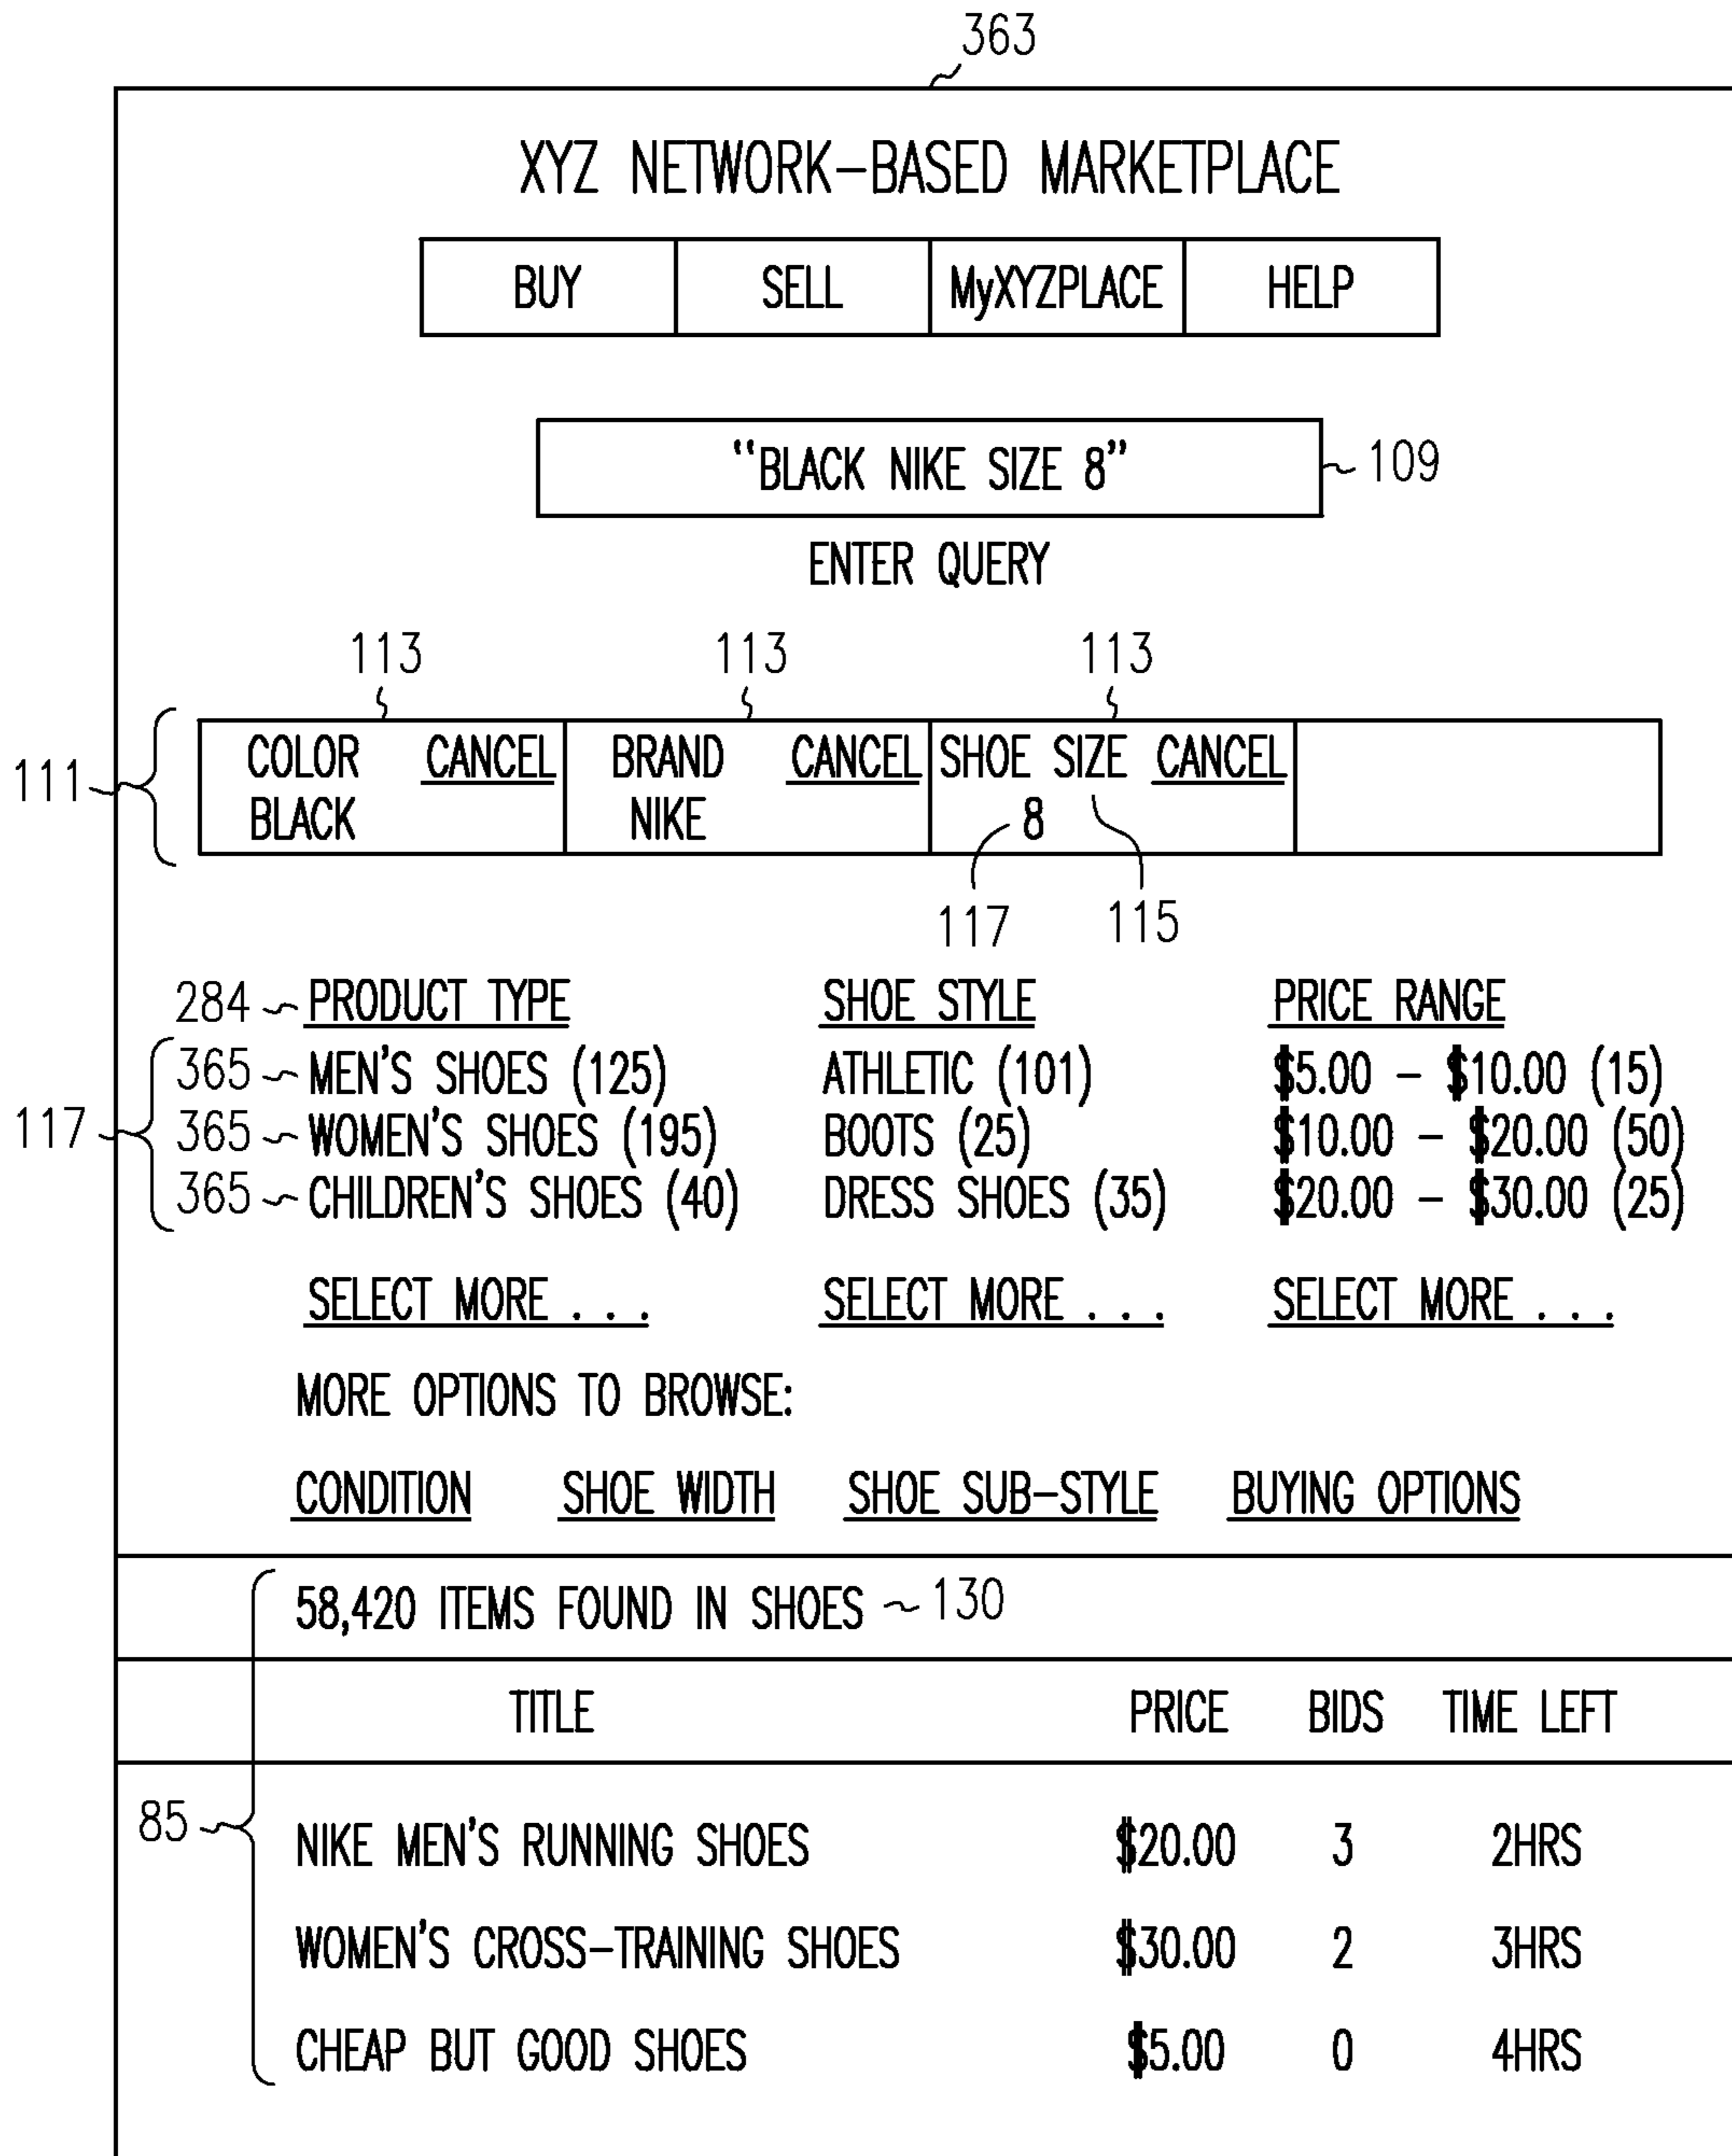 363
XYZ NETWORK-BASED MARKETPLACE
BUY SELL MyXYZPLACE HELP
“BLACK NIKE SIZE 8” 109
ENTER QUERY
113 113 113
COLOR CANCEL BRAND CANCEL SHOE SIZE CANCEL
111
BLACK NIKE 8
117 115
284 PRODUCT TYPE SHOE STYLE PRICE RANGE
365 MEN'S SHOES (125) ATHLETIC (101) $5.00 - $10.00 (15)
117 365 WOMEN'S SHOES (195) BOOTS (25) $10.00 - $20.00 (50)
365 CHILDREN'S SHOES (40) DRESS SHOES (35) $20.00 - $30.00 (25)
SELECT MORE . . . SELECT MORE . . . SELECT MORE . . .
MORE OPTIONS TO BROWSE:
CONDITION SHOE WIDTH SHOE SUB-STYLE BUYING OPTIONS
58,420 ITEMS FOUND IN SHOES 130
TITLE PRICE BIDS TIME LEFT
85
NIKE MEN'S RUNNING SHOES $20.00 3 2HRS
WOMEN'S CROSS-TRAINING SHOES $30.00 2 3HRS
CHEAP BUT GOOD SHOES $5.00 0 4HRS